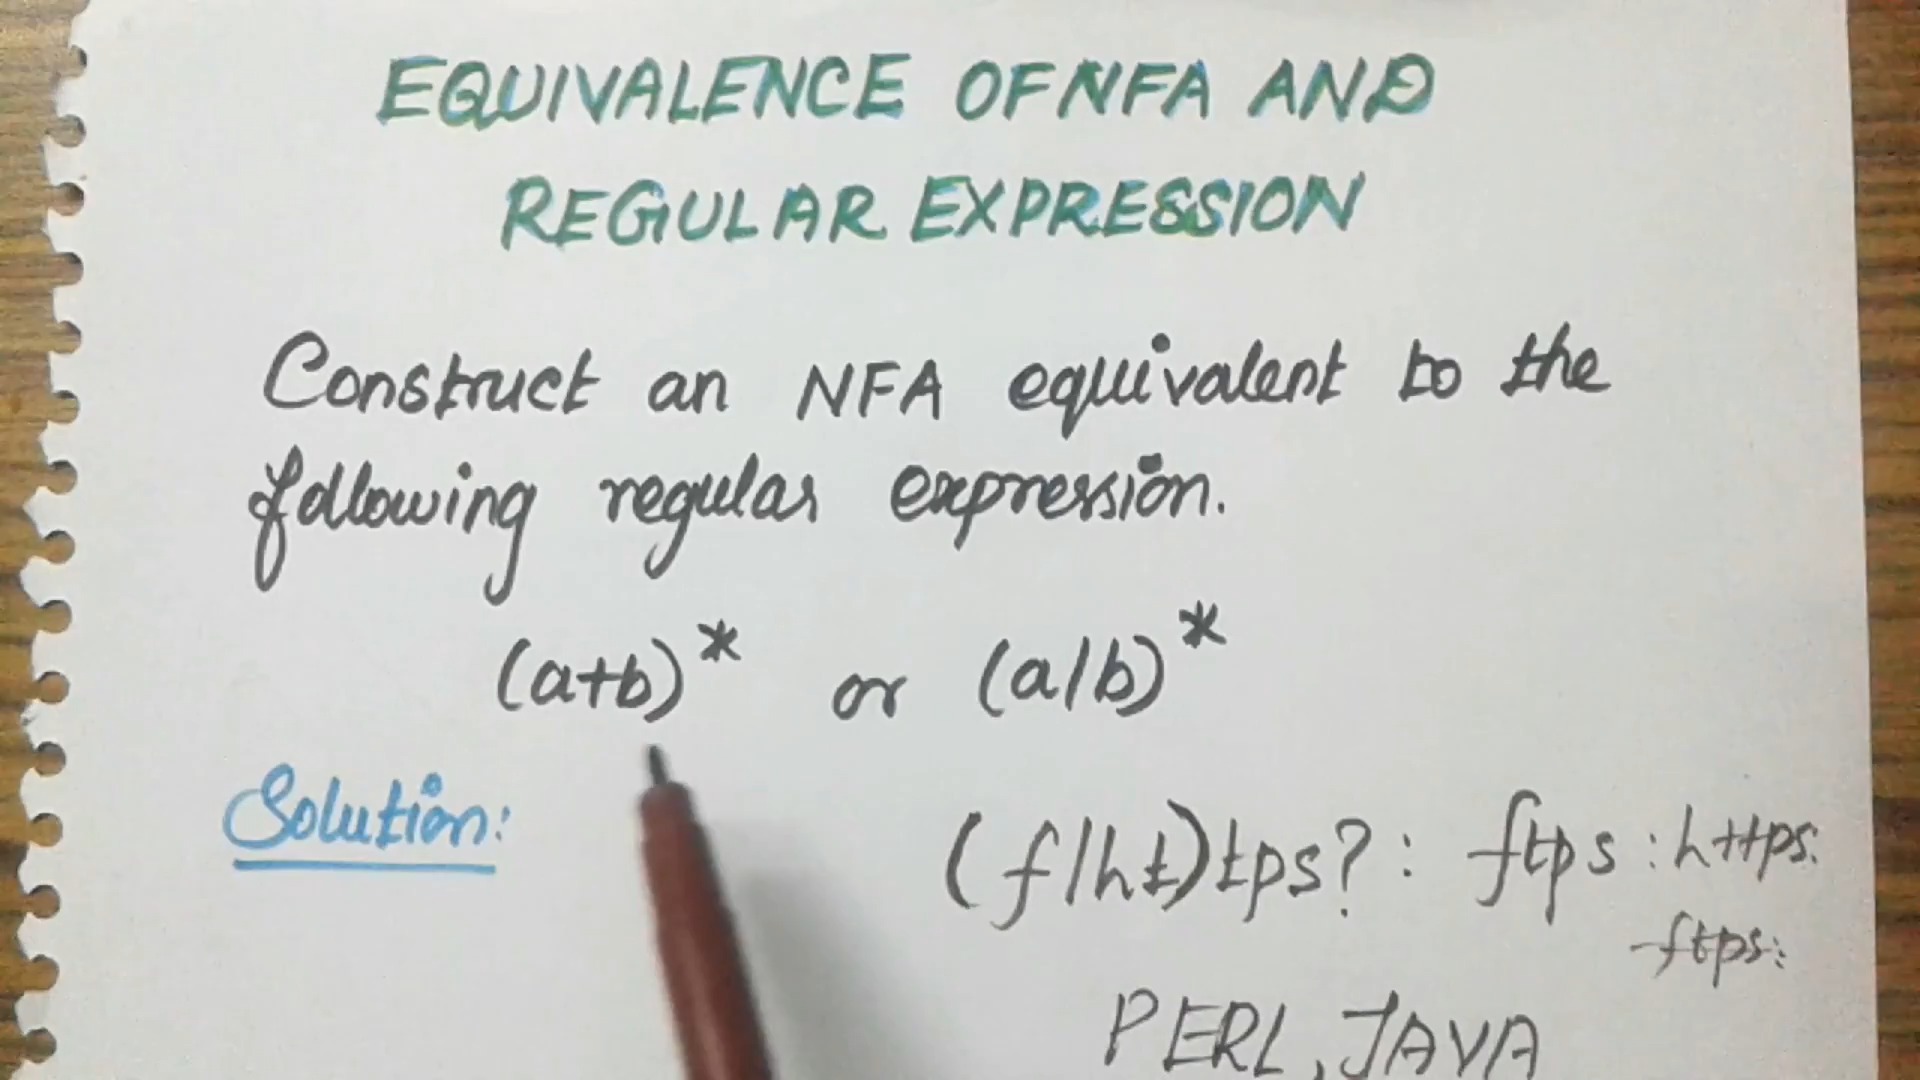 EQUIVALENCE OF NFA AND
REGULAR EXPRESSION
Construct an NFA equivalent to the
following regular expression.
(a+b)* or (a/b)*
Solution:
(f/ht)tps?: ftps : https:
ftps:
PERL, JAVA